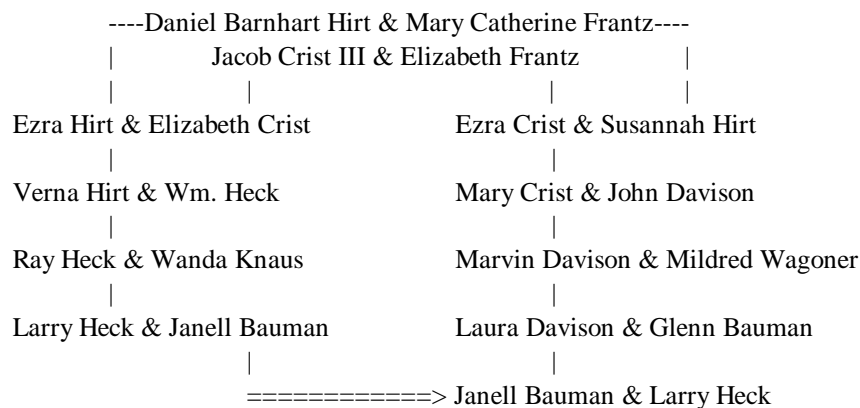 ----Daniel Barnhart Hirt & Mary Catherine Frantz----
| Jacob Crist III & Elizabeth Frantz |
| | | |
Ezra Hirt & Elizabeth Crist Ezra Crist & Susannah Hirt
| |
Verna Hirt & Wm. Heck Mary Crist & John Davison
| |
Ray Heck & Wanda Knaus Marvin Davison & Mildred Wagoner
| |
Larry Heck & Janell Bauman Laura Davison & Glenn Bauman
| |
============> Janell Bauman & Larry Heck